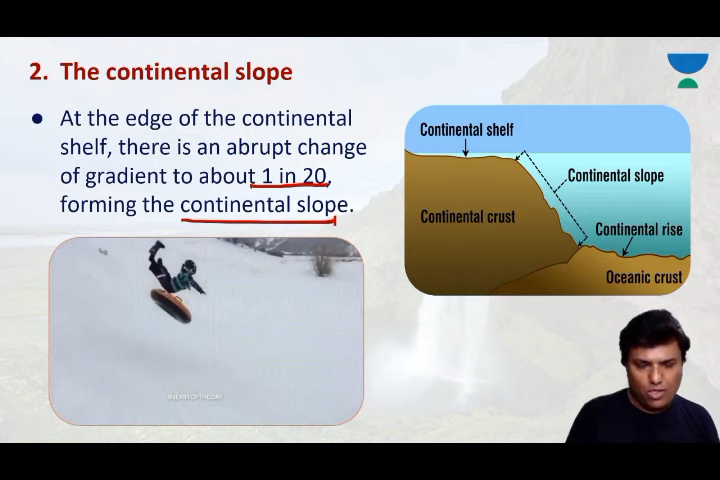 2. The continental slope
● At the edge of the continental
shelf, there is an abrupt change
of gradient to about 1 in 20,
forming the continental slope.
Continental shelf
Continental slope
Continental crust
Continental rise
Oceanic crust
#JERRYOFTHEDAY